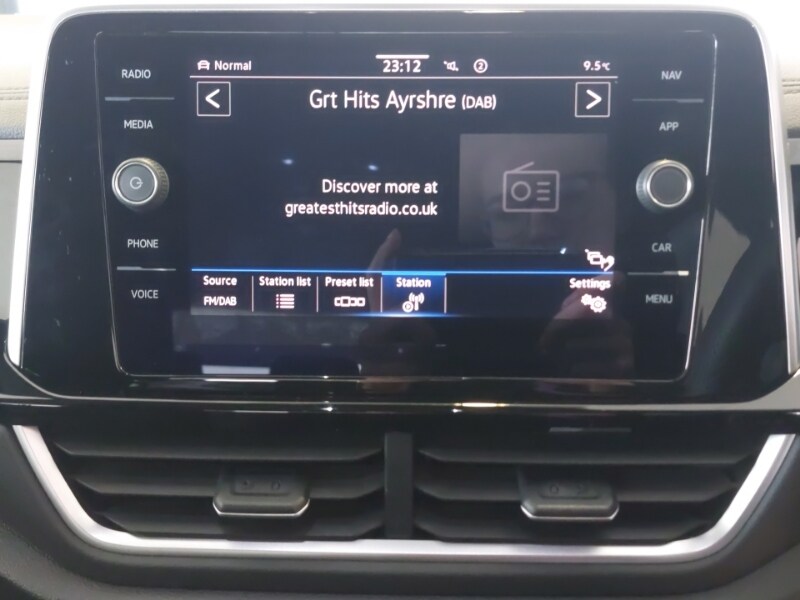 RADIO
MEDIA
PHONE
VOICE
Normal
23:12
2
9.5°C
<
Grt Hits Ayrshre (DAB)
>
Discover more at
greatesthitsradio.co.uk
Source
FM/DAB
Station list
Preset list
Station
Settings
NAV
APP
CAR
MENU